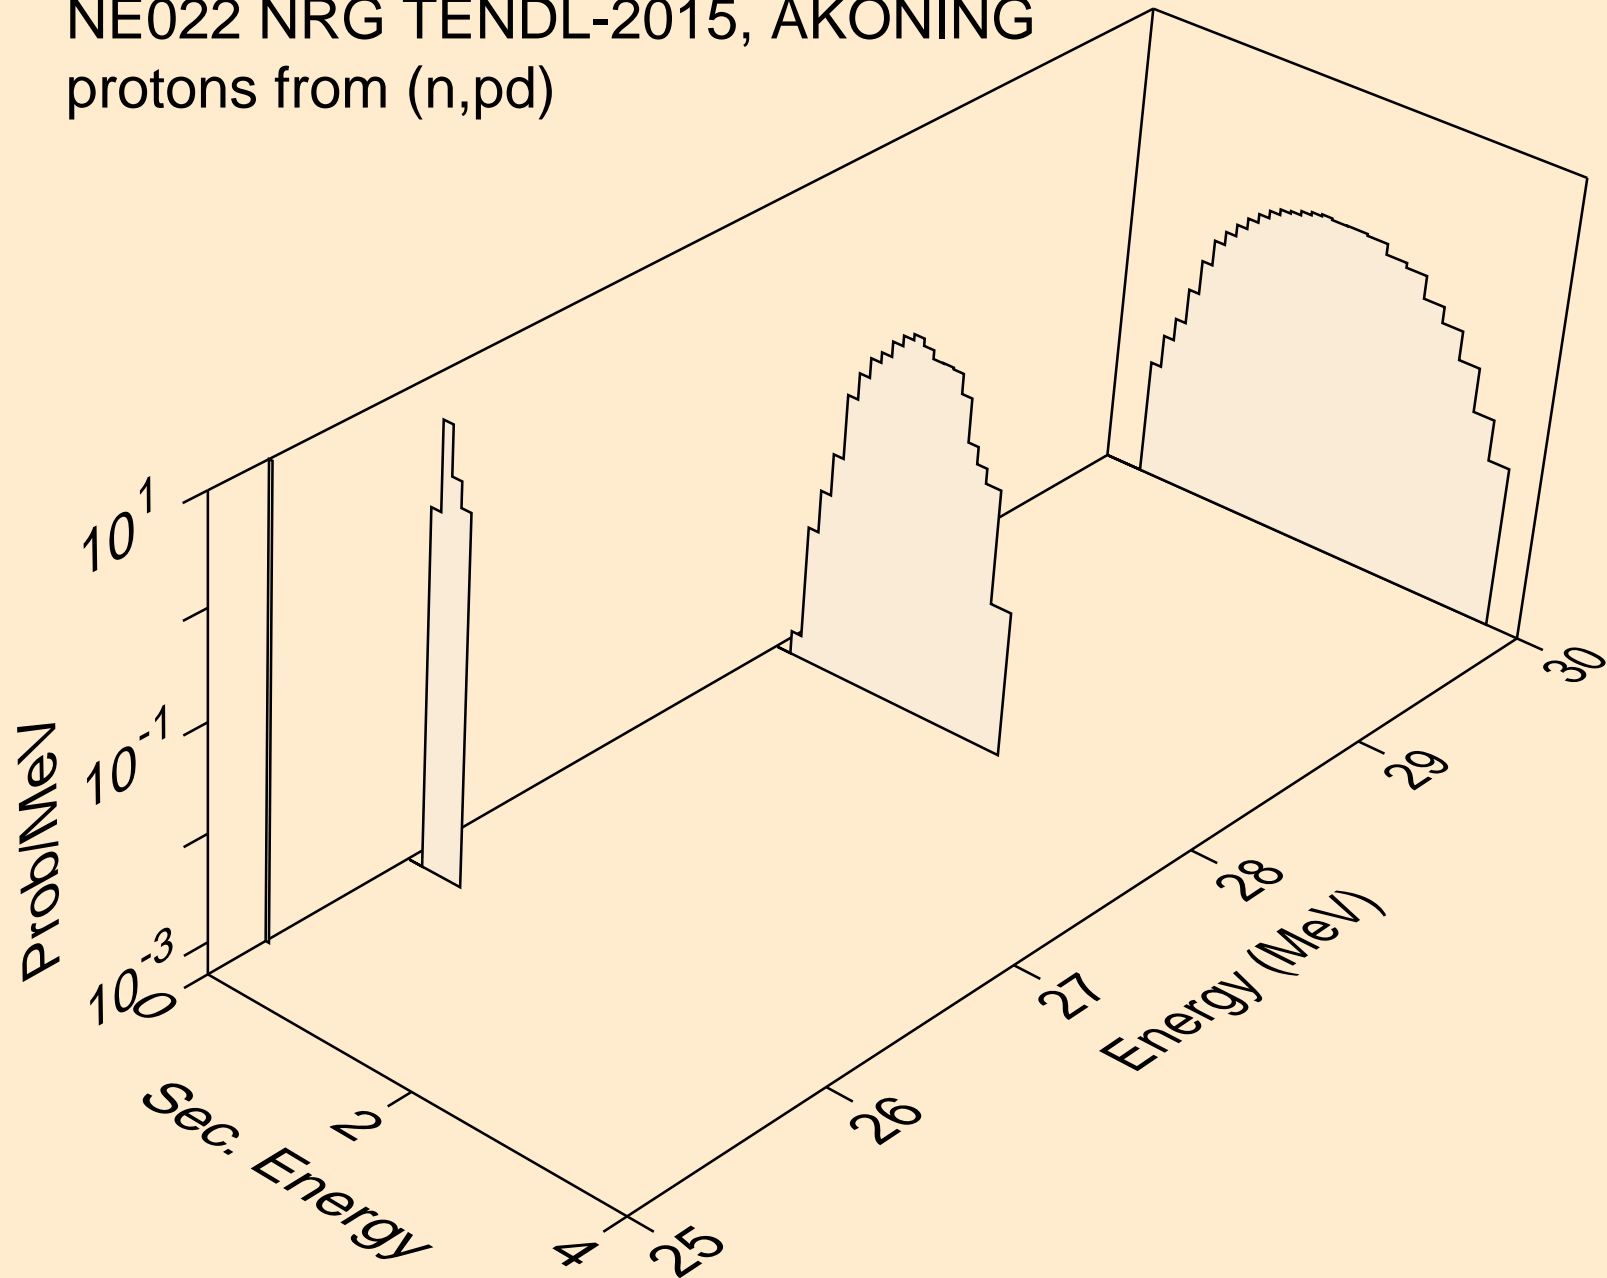 NE022 NRG TENDL-2015, AKONING
protons from (n,pd)
10^1
10^-1
10^-3
Prob/MeV
0
2
4
Sec. Energy
25
26
27
28
29
30
Energy (MeV)